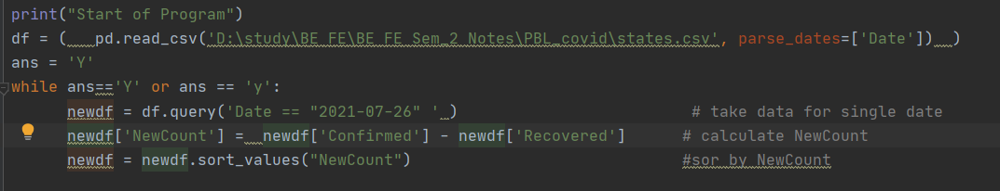 print("Start of Program")
df = (   pd.read_csv('D:\study\BE_FE\BE_FE_Sem_2_Notes\PBL_covid\states.csv', parse_dates=['Date'])  )
ans = 'Y'
while ans=='Y' or ans == 'y':
newdf = df.query('Date == "2021-07-26" ' ) # take data for single date
newdf['NewCount'] =  newdf['Confirmed'] - newdf['Recovered'] # calculate NewCount
newdf = newdf.sort_values("NewCount") #sor by NewCount